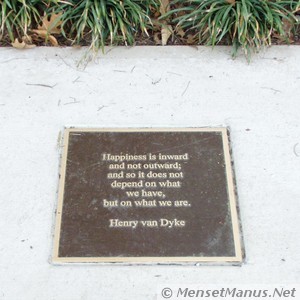 Happiness is inward
and not outward;
and so it does not
depend on what
we have,
but on what we are.
Henry van Dyke
© MensetManus.Net